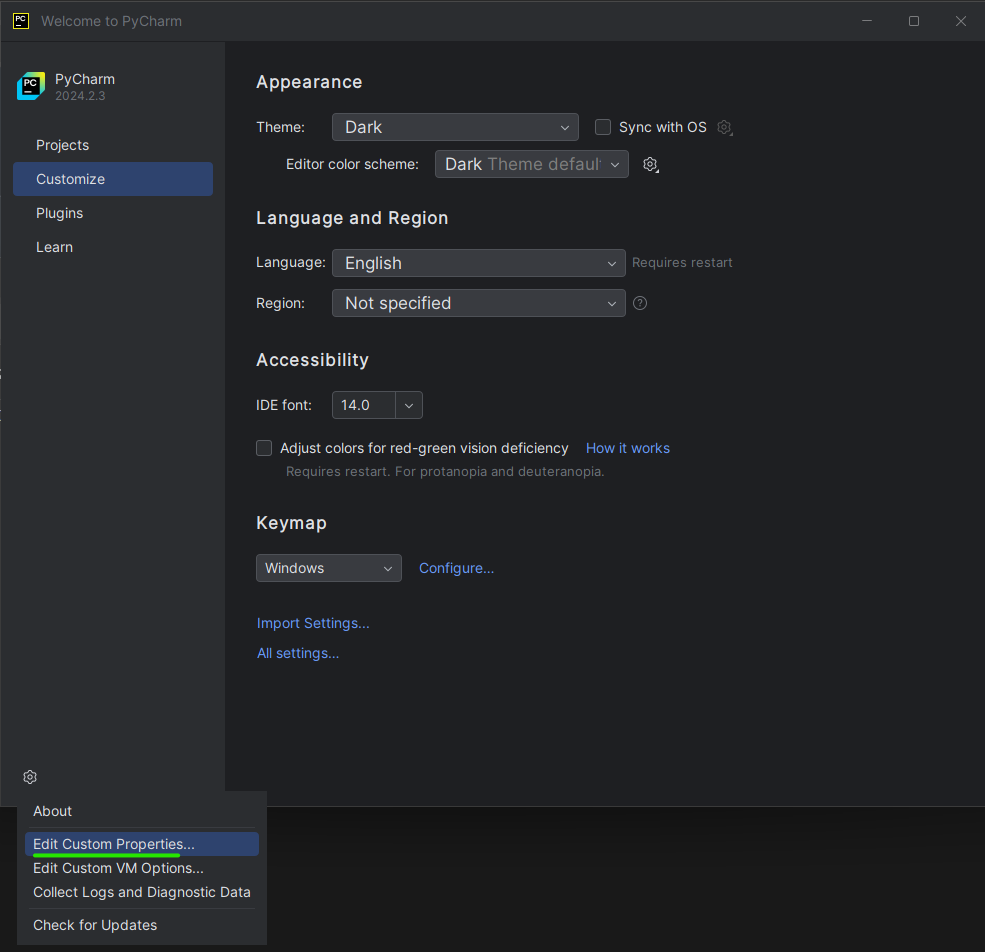 PC Welcome to PyCharm
PC PyCharm
2024.2.3
Projects
Customize
Plugins
Learn
Appearance
Theme: Dark Sync with OS
Editor color scheme: Dark Theme defaul
Language and Region
Language: English Requires restart
Region: Not specified ?
Accessibility
IDE font: 14.0
Adjust colors for red-green vision deficiency How it works
Requires restart. For protanopia and deuteranopia.
Keymap
Windows Configure...
Import Settings...
All settings...
About
Edit Custom Properties...
Edit Custom VM Options...
Collect Logs and Diagnostic Data
Check for Updates